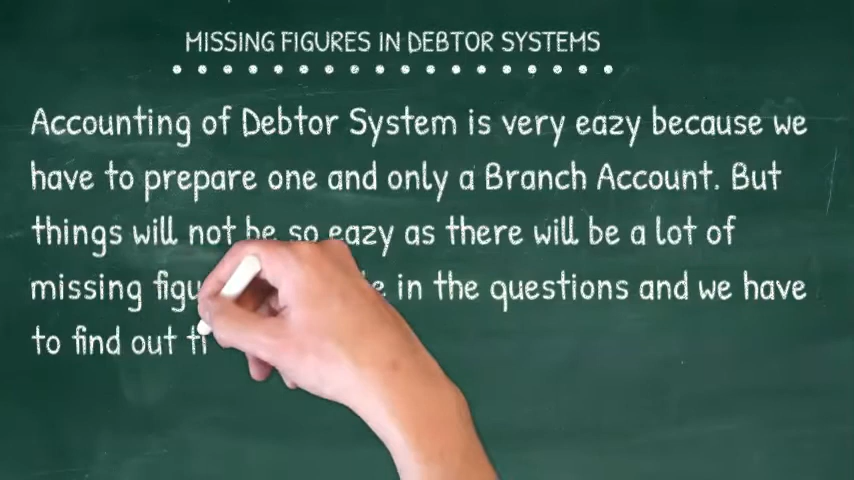 MISSING FIGURES IN DEBTOR SYSTEMS
Accounting of Debtor System is very eazy because we
have to prepare one and only a Branch Account. But
things will not be so eazy as there will be a lot of
missing in the questions and we have
to find out